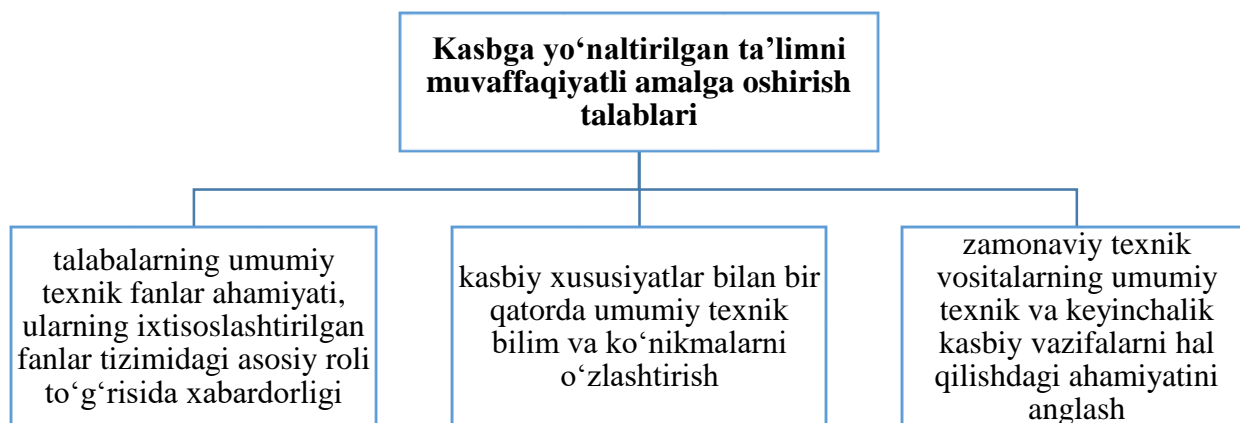 Kasbga yo‘naltirilgan ta’limni
muvaffaqiyatli amalga oshirish
talablari
talabalarning umumiy
texnik fanlar ahamiyati,
ularning ixtisoslashtirilgan
fanlar tizimidagi asosiy roli
to‘g‘risida xabardorligi
kasbiy xususiyatlar bilan bir
qatorda umumiy texnik
bilim va ko‘nikmalarni
o‘zlashtirish
zamonaviy texnik
vositalarning umumiy
texnik va keyinchalik
kasbiy vazifalarni hal
qilishdagi ahamiyatini
anglash